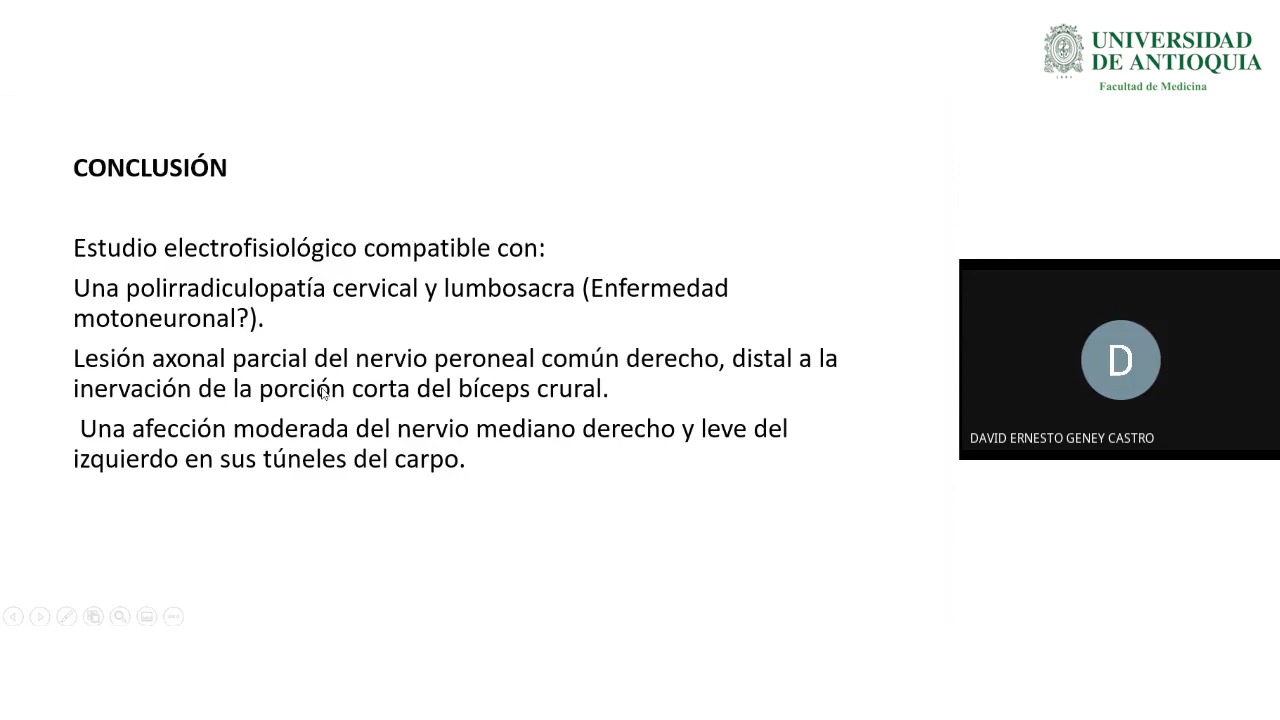 UNIVERSIDAD
DE ANTIOQUIA
Facultad de Medicina
CONCLUSIÓN
Estudio electrofisiológico compatible con:
Una polirradiculopatía cervical y lumbosacra (Enfermedad
motoneuronal?).
Lesión axonal parcial del nervio peroneal común derecho, distal a la
inervación de la porción corta del bíceps crural.
Una afección moderada del nervio mediano derecho y leve del
izquierdo en sus túneles del carpo.
D
DAVID ERNESTO GENEY CASTRO